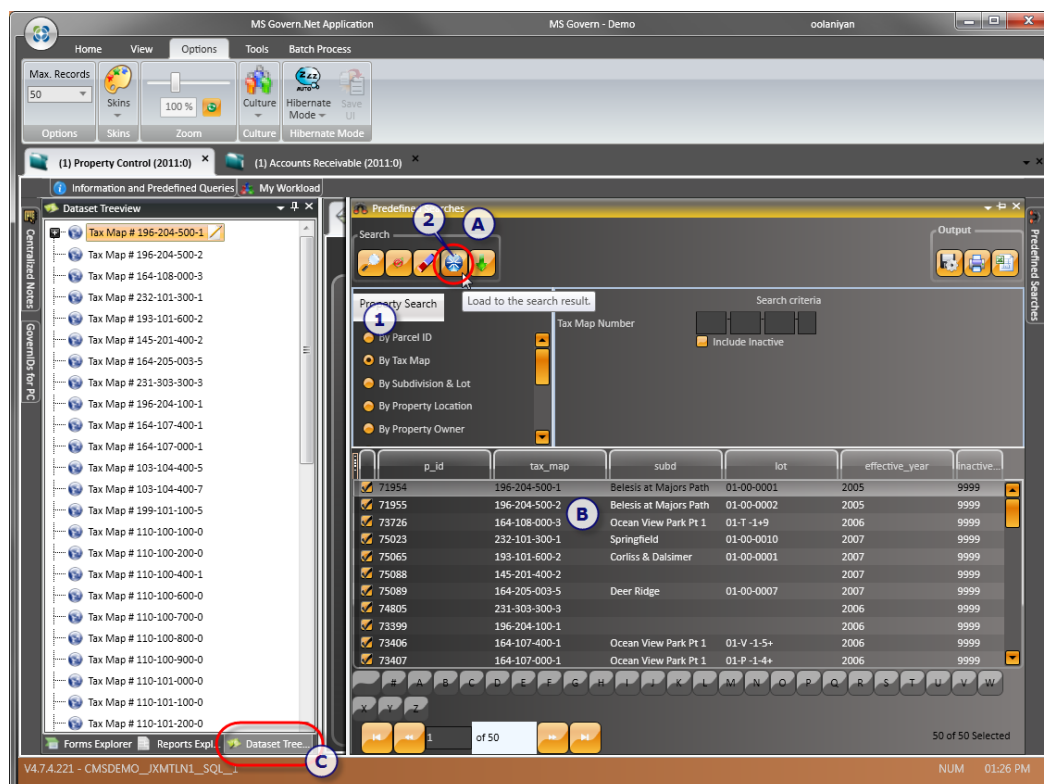 MS Govern.Net Application MS Govern - Demo oolaniyan
Home View Options Tools Batch Process
Max. Records
50
Skins
100 %
Culture
Hibernate Mode
Save UI
AUTO
Options Skins Zoom Culture Hibernate Mode
(1) Property Control (2011:0) × (1) Accounts Receivable (2011:0) ×
Information and Predefined Queries My Workload
Centralized Notes
GovernIDs for PC
Dataset Treeview
Tax Map # 196-204-500-1
Tax Map # 196-204-500-2
Tax Map # 164-108-000-3
Tax Map # 232-101-300-1
Tax Map # 193-101-600-2
Tax Map # 145-201-400-2
Tax Map # 164-205-003-5
Tax Map # 231-303-300-3
Tax Map # 196-204-100-1
Tax Map # 164-107-400-1
Tax Map # 164-107-000-1
Tax Map # 103-104-400-5
Tax Map # 103-104-400-7
Tax Map # 199-101-100-5
Tax Map # 110-100-100-0
Tax Map # 110-100-200-0
Tax Map # 110-100-400-1
Tax Map # 110-100-600-0
Tax Map # 110-100-700-0
Tax Map # 110-100-800-0
Tax Map # 110-100-900-0
Tax Map # 110-101-000-0
Tax Map # 110-101-100-0
Tax Map # 110-101-200-0
Forms Explorer Reports Expl... Dataset Tree...
C
Predefine rches
2 A
Search
Output
Predefined Searches
Load to the search result.
Pr perty Search
1
By Parcel ID
By Tax Map
By Subdivision & Lot
By Property Location
By Property Owner
Search criteria
Tax Map Number
Include Inactive
p_id tax_map subd lot effective_year inactive...
71954 196-204-500-1 Belesis at Majors Path 01-00-0001 2005 9999
71955 196-204-500-2 Belesis at Majors Path 01-00-0002 2005 9999
B
73726 164-108-000-3 Ocean View Park Pt 1 01-T -1+9 2006 9999
75023 232-101-300-1 Springfield 01-00-0010 2007 9999
75065 193-101-600-2 Corliss & Dalsimer 01-00-0001 2007 9999
75088 145-201-400-2 2007 9999
75089 164-205-003-5 Deer Ridge 01-00-0007 2007 9999
74805 231-303-300-3 2006 9999
73399 196-204-100-1 2006 9999
73406 164-107-400-1 Ocean View Park Pt 1 01-V -1-5+ 2006 9999
73407 164-107-000-1 Ocean View Park Pt 1 01-P -1-4+ 2006 9999
# A B C D E F G H I J K L M N O P Q R S T U V W
X Y Z
1 of 50
50 of 50 Selected
V4.7.4.221 - CMSDEMO__JXMTLN1__SQL__1 NUM 01:26 PM